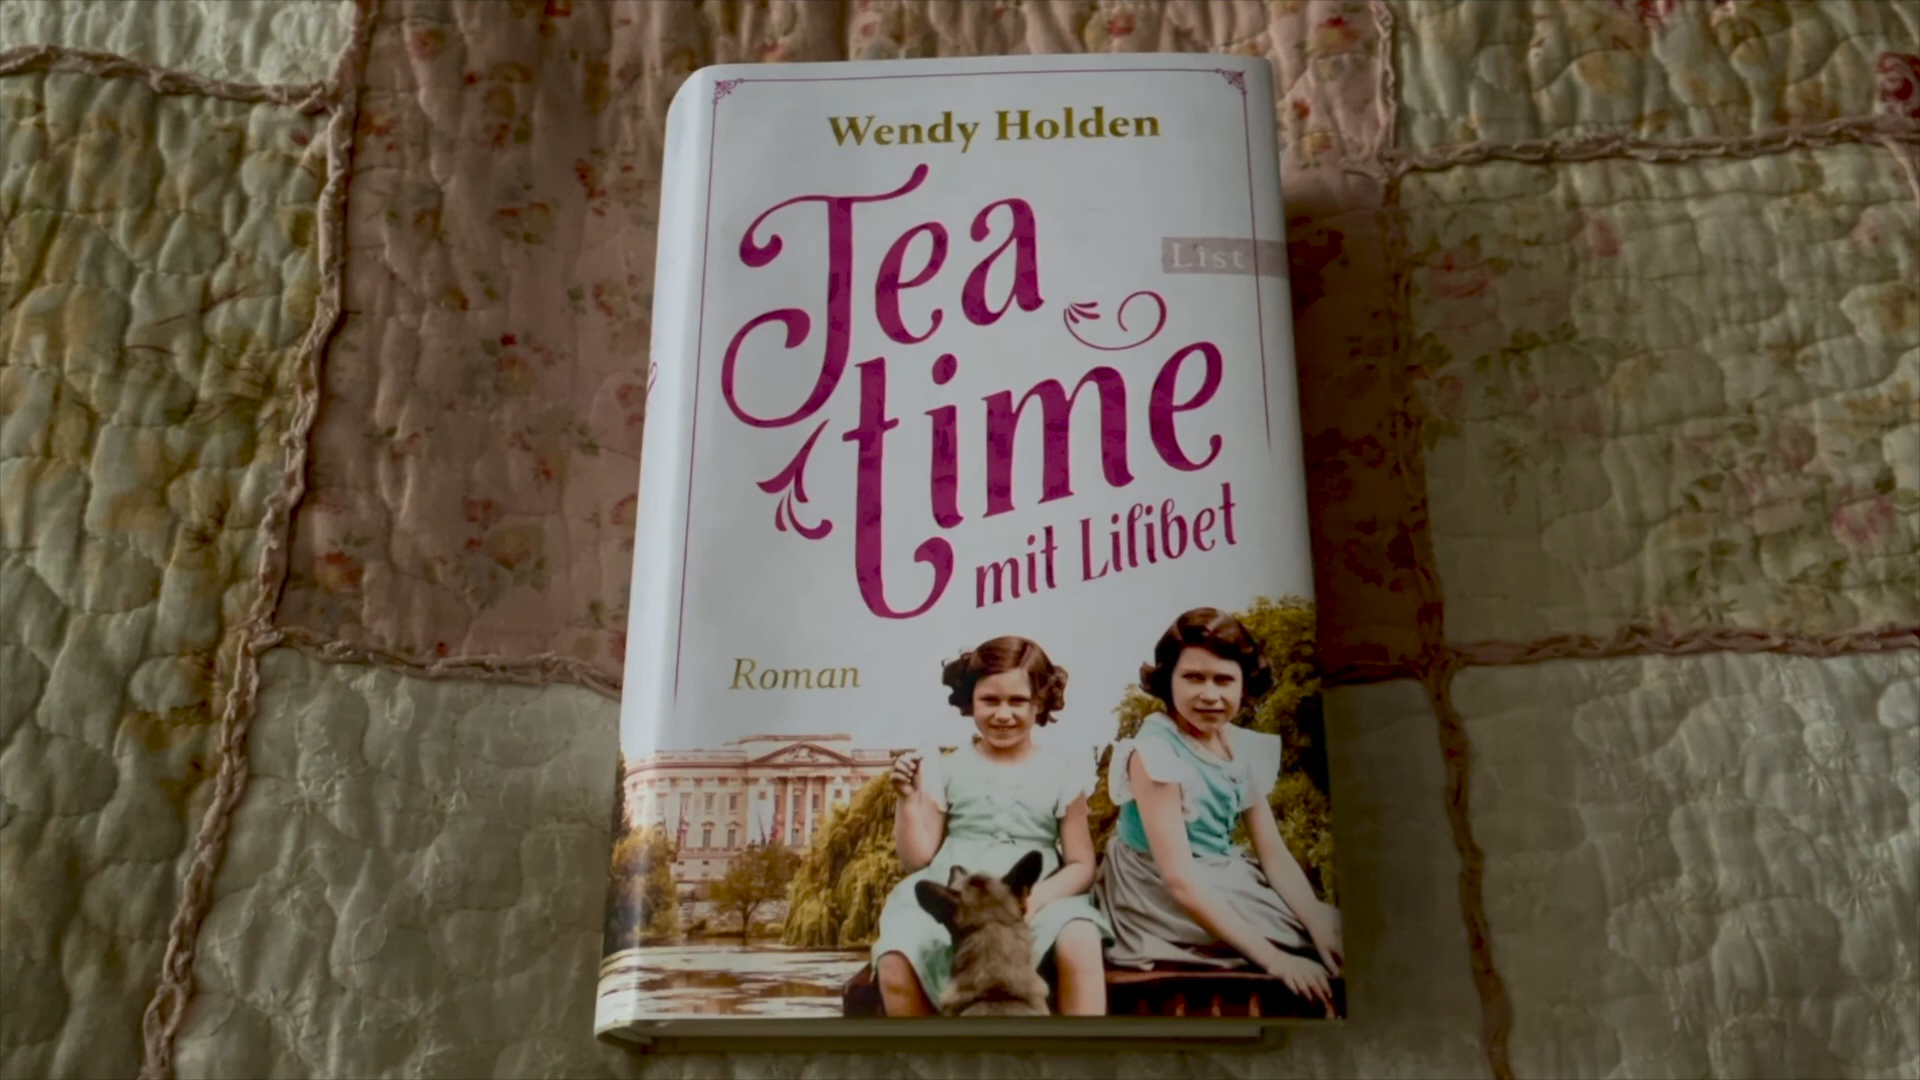 Wendy Holden
Tea
List
time
mit Lilibet
Roman